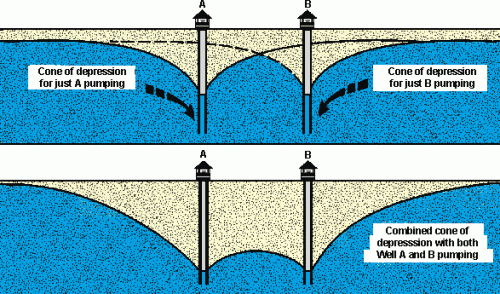 A
B
Cone of depression
for just A pumping
Cone of depression
for just B pumping
A
B
Combined cone of
depresssion with both
Well A and B pumping